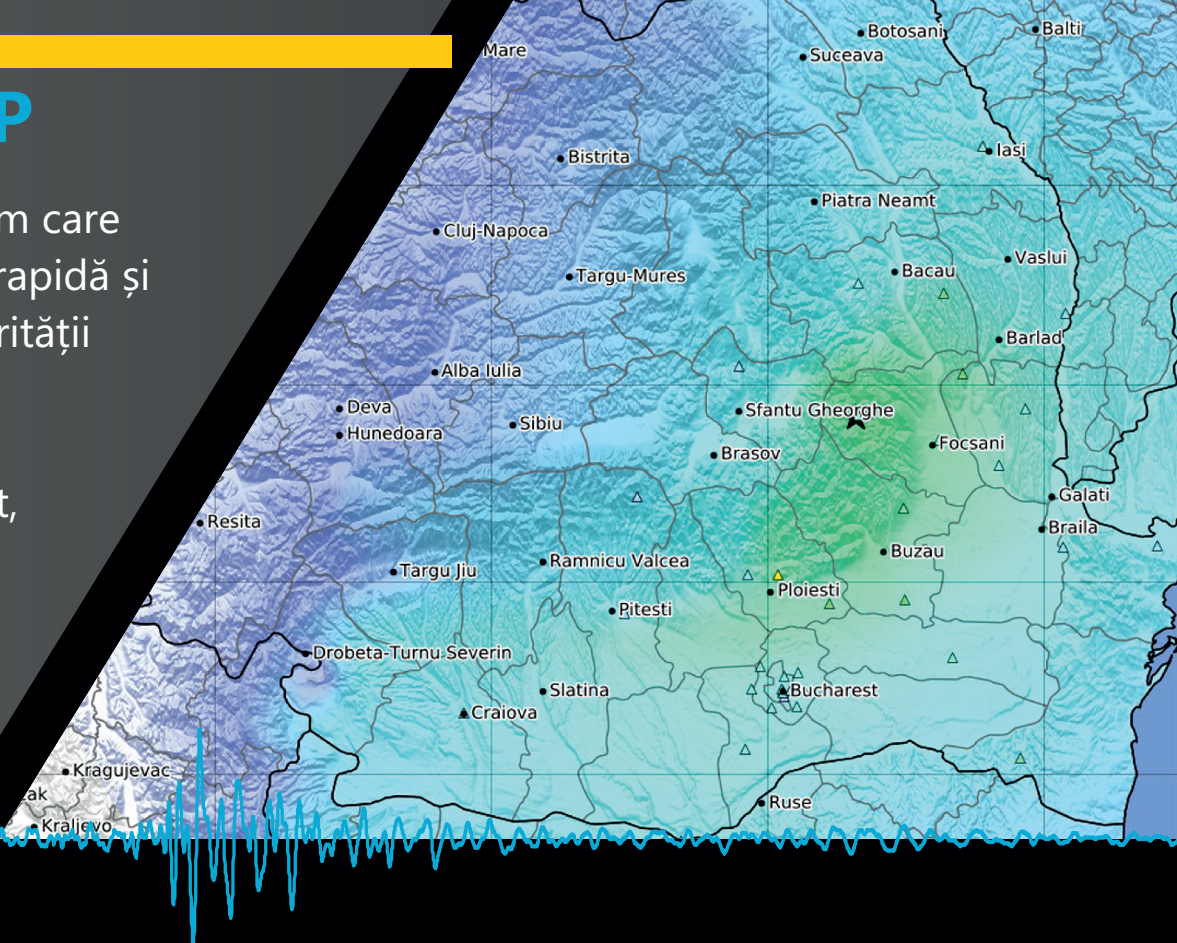 P
m care
rapidă și
rității
t,
Mare
Botosani
Balti
Suceava
Iasi
Bistrita
Piatra Neamt
Cluj-Napoca
Vaslui
Bacau
Targu-Mures
Barlad
Alba Iulia
Deva
Sfantu Gheorghe
Sibiu
Hunedoara
Focsani
Brasov
Galati
Resita
Braila
Buzau
Ramnicu Valcea
Targu Jiu
Ploiesti
Pitesti
Drobeta-Turnu Severin
Slatina
Bucharest
Craiova
Kragujevac
ak
Ruse
Kraljevo